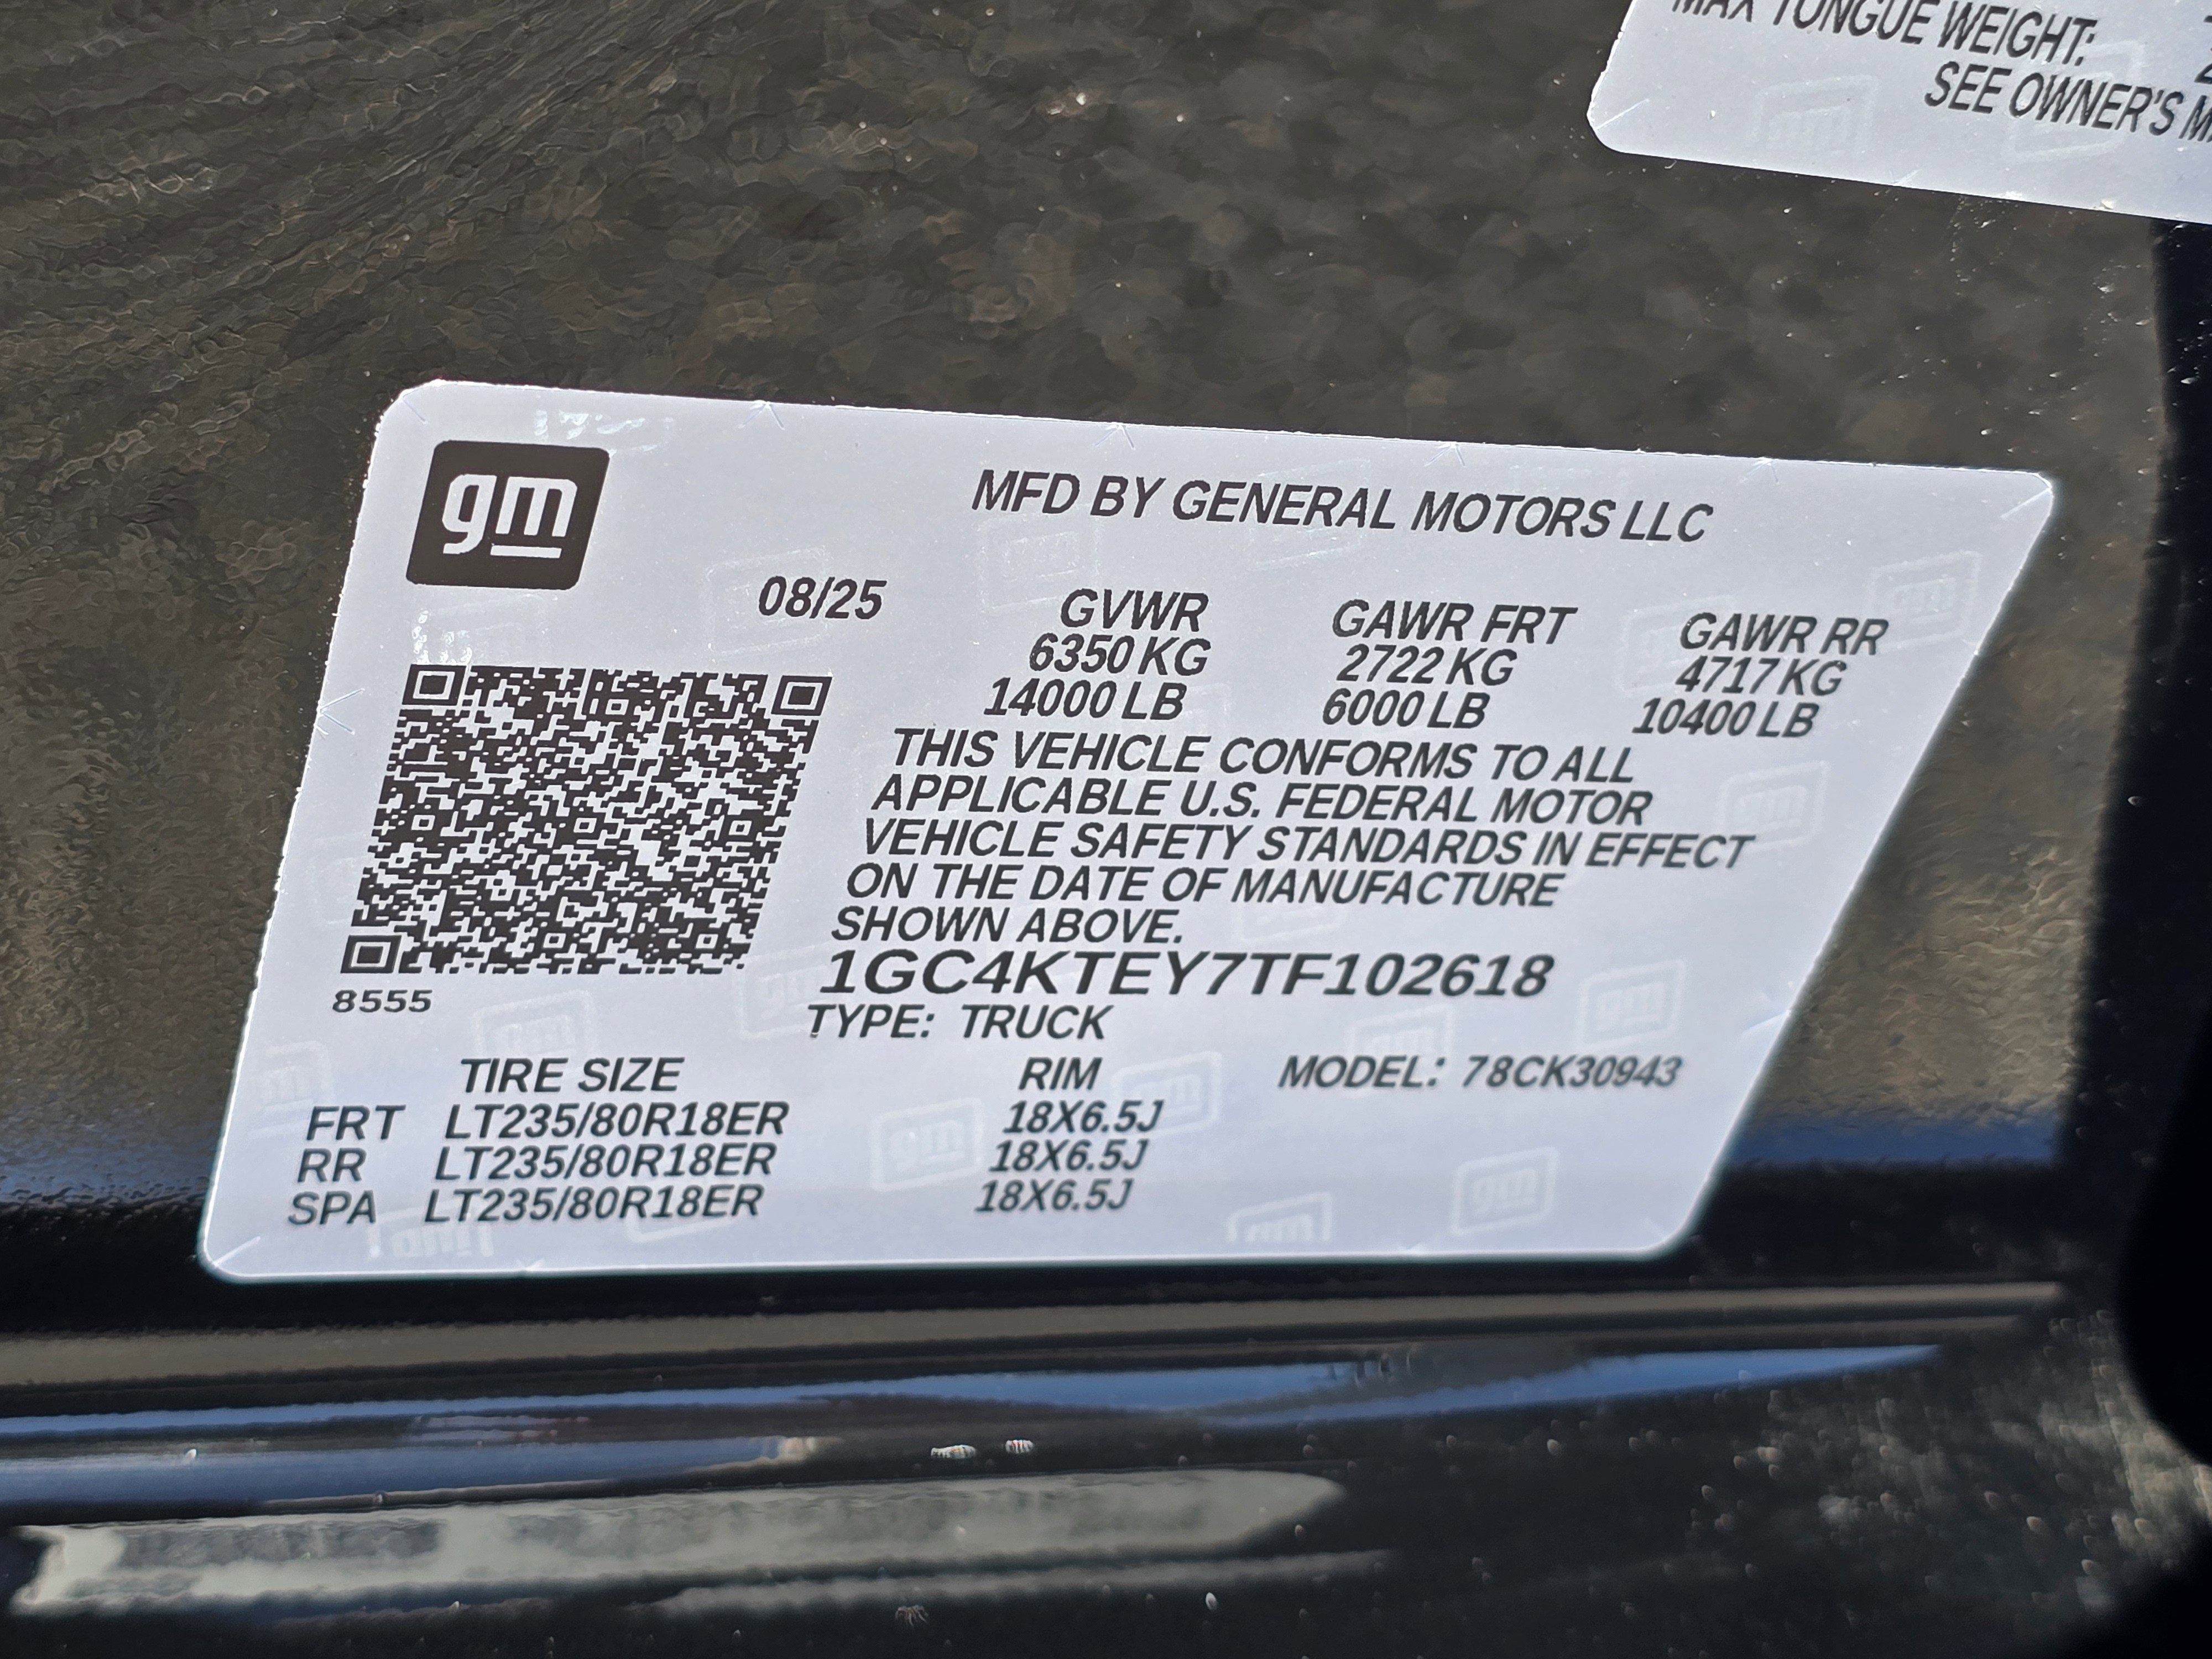 MAX TONGUE WEIGHT:
SEE OWNER'S
gm
MFD BY GENERAL MOTORS LLC
08/25
GVWR GAWR FRT GAWR RR
6350 KG 2722 KG 4717 KG
14000 LB 6000 LB 10400 LB
THIS VEHICLE CONFORMS TO ALL
APPLICABLE U.S. FEDERAL MOTOR
VEHICLE SAFETY STANDARDS IN EFFECT
ON THE DATE OF MANUFACTURE
SHOWN ABOVE.
1GC4KTEY7TF102618
8555
TYPE: TRUCK
TIRE SIZE RIM MODEL: 78CK30943
FRT LT235/80R18ER 18X6.5J
RR LT235/80R18ER 18X6.5J
SPA LT235/80R18ER 18X6.5J